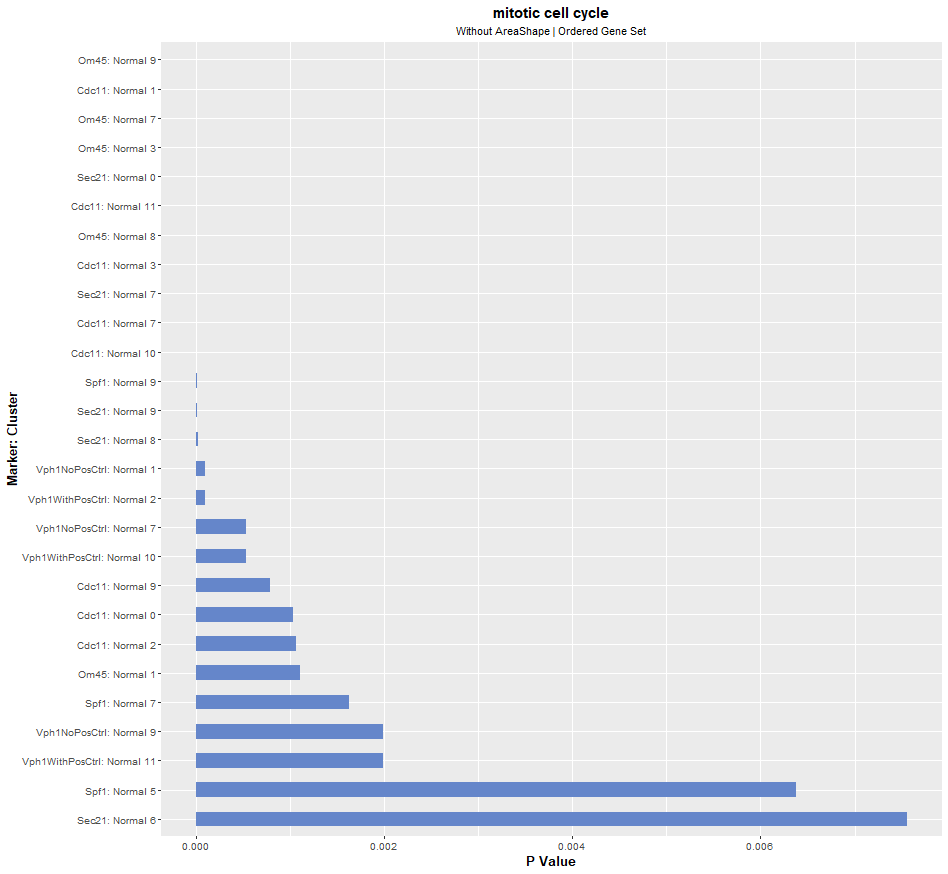 mitotic cell cycle
Without AreaShape | Ordered Gene Set
Marker: Cluster
Om45: Normal 9
Cdc11: Normal 1
Om45: Normal 7
Om45: Normal 3
Sec21: Normal 0
Cdc11: Normal 11
Om45: Normal 8
Cdc11: Normal 3
Sec21: Normal 7
Cdc11: Normal 7
Cdc11: Normal 10
Spf1: Normal 9
Sec21: Normal 9
Sec21: Normal 8
Vph1NoPosCtrl: Normal 1
Vph1WithPosCtrl: Normal 2
Vph1NoPosCtrl: Normal 7
Vph1WithPosCtrl: Normal 10
Cdc11: Normal 9
Cdc11: Normal 0
Cdc11: Normal 2
Om45: Normal 1
Spf1: Normal 7
Vph1NoPosCtrl: Normal 9
Vph1WithPosCtrl: Normal 11
Spf1: Normal 5
Sec21: Normal 6
0.000 0.002 0.004 0.006
P Value